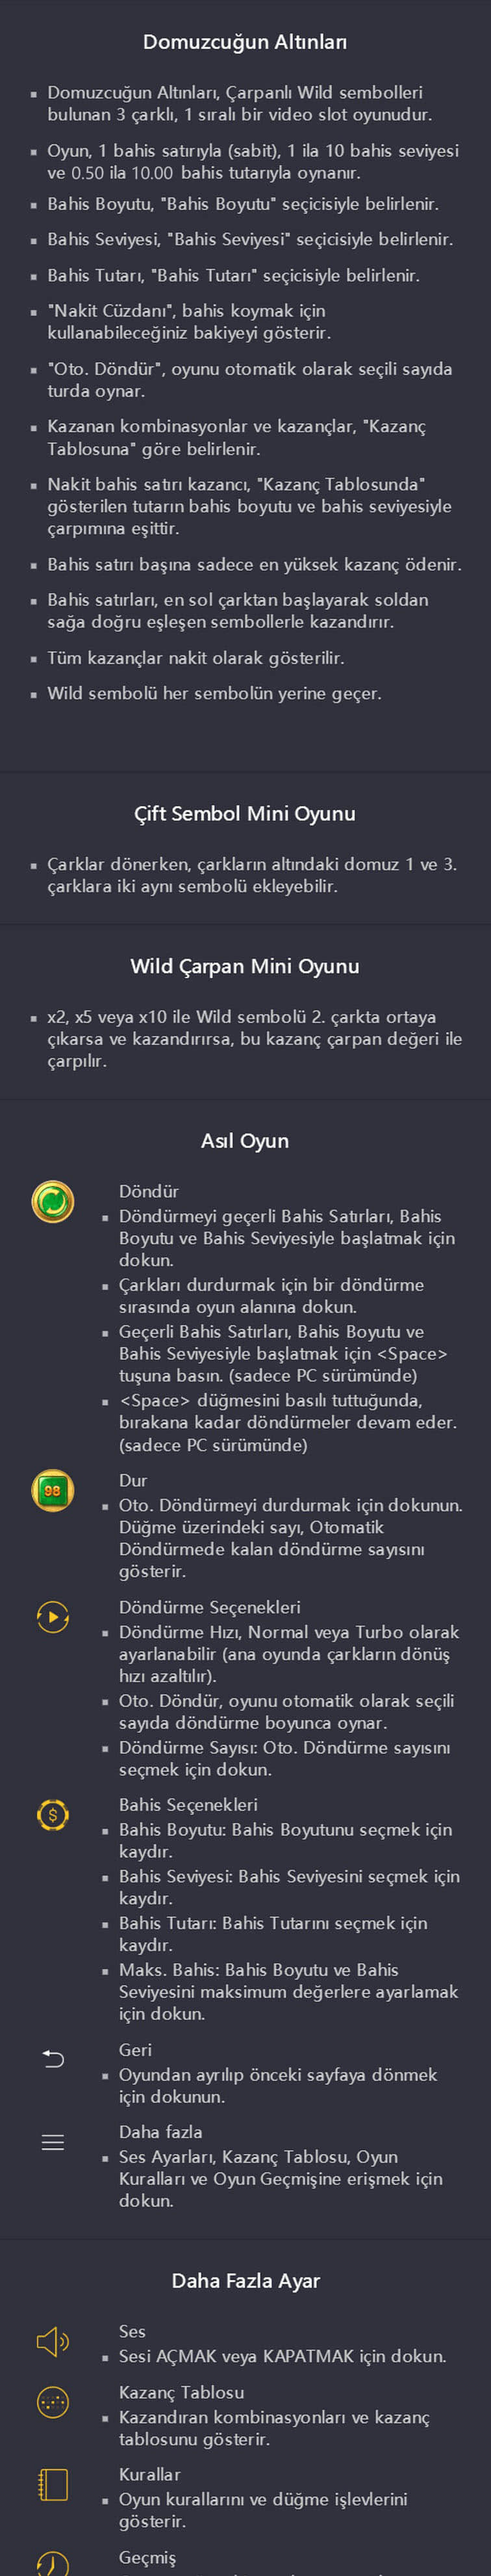 Domuzcuğun Altınları
Domuzcuğun Altınları, Çarpanlı Wild sembolleri
bulunan 3 çarklı, 1 sıralı bir video slot oyunudur.
Oyun, 1 bahis satırıyla (sabit), 1 ila 10 bahis seviyesi
ve 0.50 ila 10.00 bahis tutarıyla oynanır.
Bahis Boyutu, "Bahis Boyutu" seçicisiyle belirlenir.
Bahis Seviyesi, "Bahis Seviyesi" seçicisiyle belirlenir.
Bahis Tutarı, "Bahis Tutarı" seçicisiyle belirlenir.
"Nakit Cüzdanı", bahis koymak için
kullanabileceğiniz bakiyeyi gösterir.
"Oto. Döndür", oyunu otomatik olarak seçili sayıda
turda oynar.
Kazanan kombinasyonlar ve kazançlar, "Kazanç
Tablosuna" göre belirlenir.
Nakit bahis satırı kazancı, "Kazanç Tablosunda"
gösterilen tutarın bahis boyutu ve bahis seviyesiyle
çarpımına eşittir.
Bahis satırı başına sadece en yüksek kazanç ödenir.
Bahis satırları, en sol çarktan başlayarak soldan
sağa doğru eşleşen sembollerle kazandırır.
Tüm kazançlar nakit olarak gösterilir.
Wild sembolü her sembolün yerine geçer.
Çift Sembol Mini Oyunu
Çarklar dönerken, çarkların altındaki domuz 1 ve 3.
çarklara iki aynı sembolü ekleyebilir.
Wild Çarpan Mini Oyunu
x2, x5 veya x10 ile Wild sembolü 2. çarkta ortaya
çıkarsa ve kazandırırsa, bu kazanç çarpan değeri ile
çarpılır.
Asıl Oyun
Döndür
Döndürmeyi geçerli Bahis Satırları, Bahis
Boyutu ve Bahis Seviyesiyle başlatmak için
dokun.
Çarkları durdurmak için bir döndürme
sırasında oyun alanına dokun.
Geçerli Bahis Satırları, Bahis Boyutu ve
Bahis Seviyesiyle başlatmak için <Space>
tuşuna basın. (sadece PC sürümünde)
<Space> düğmesini basılı tuttuğunda,
bırakana kadar döndürmeler devam eder.
(sadece PC sürümünde)
98
Dur
Oto. Döndürmeyi durdurmak için dokunun.
Düğme üzerindeki sayı, Otomatik
Döndürmede kalan döndürme sayısını
gösterir.
Döndürme Seçenekleri
Döndürme Hızı, Normal veya Turbo olarak
ayarlanabilir (ana oyunda çarkların dönüş
hızı azaltılır).
Oto. Döndür, oyunu otomatik olarak seçili
sayıda döndürme boyunca oynar.
Döndürme Sayısı: Oto. Döndürme sayısını
seçmek için dokun.
$
Bahis Seçenekleri
Bahis Boyutu: Bahis Boyutunu seçmek için
kaydır.
Bahis Seviyesi: Bahis Seviyesini seçmek için
kaydır.
Bahis Tutarı: Bahis Tutarını seçmek için
kaydır.
Maks. Bahis: Bahis Boyutu ve Bahis
Seviyesini maksimum değerlere ayarlamak
için dokun.
Geri
Oyundan ayrılıp önceki sayfaya dönmek
için dokunun.
Daha fazla
Ses Ayarları, Kazanç Tablosu, Oyun
Kuralları ve Oyun Geçmişine erişmek için
dokun.
Daha Fazla Ayar
Ses
Sesi AÇMAK veya KAPATMAK için dokun.
Kazanç Tablosu
Kazandıran kombinasyonları ve kazanç
tablosunu gösterir.
Kurallar
Oyun kurallarını ve düğme işlevlerini
gösterir.
Geçmiş